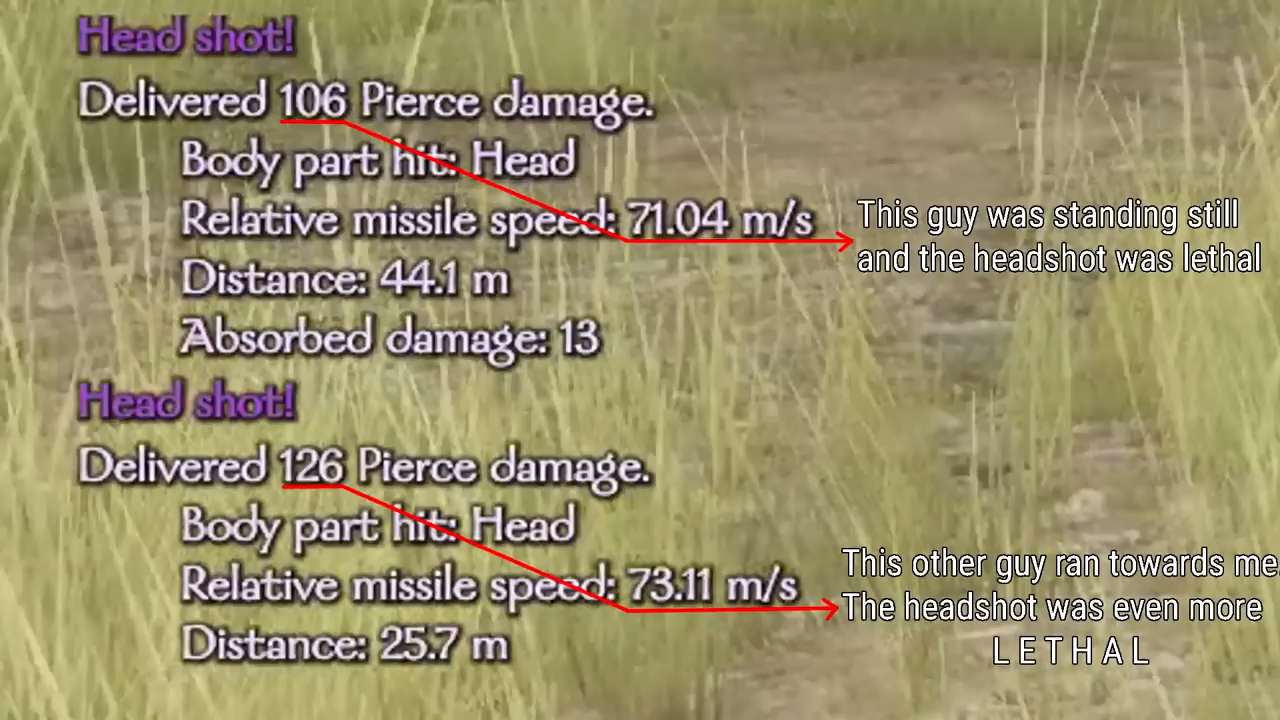 Head shot!
Delivered 106 Pierce damage.
Body part hit: Head
Relative missile speed: 71.04 m/s
Distance: 44.1 m
Absorbed damage: 13
This guy was standing still
and the headshot was lethal
Head shot!
Delivered 126 Pierce damage.
Body part hit: Head
Relative missile speed: 73.11 m/s
Distance: 25.7 m
This other guy ran towards me.
The headshot was even more
L E T H A L